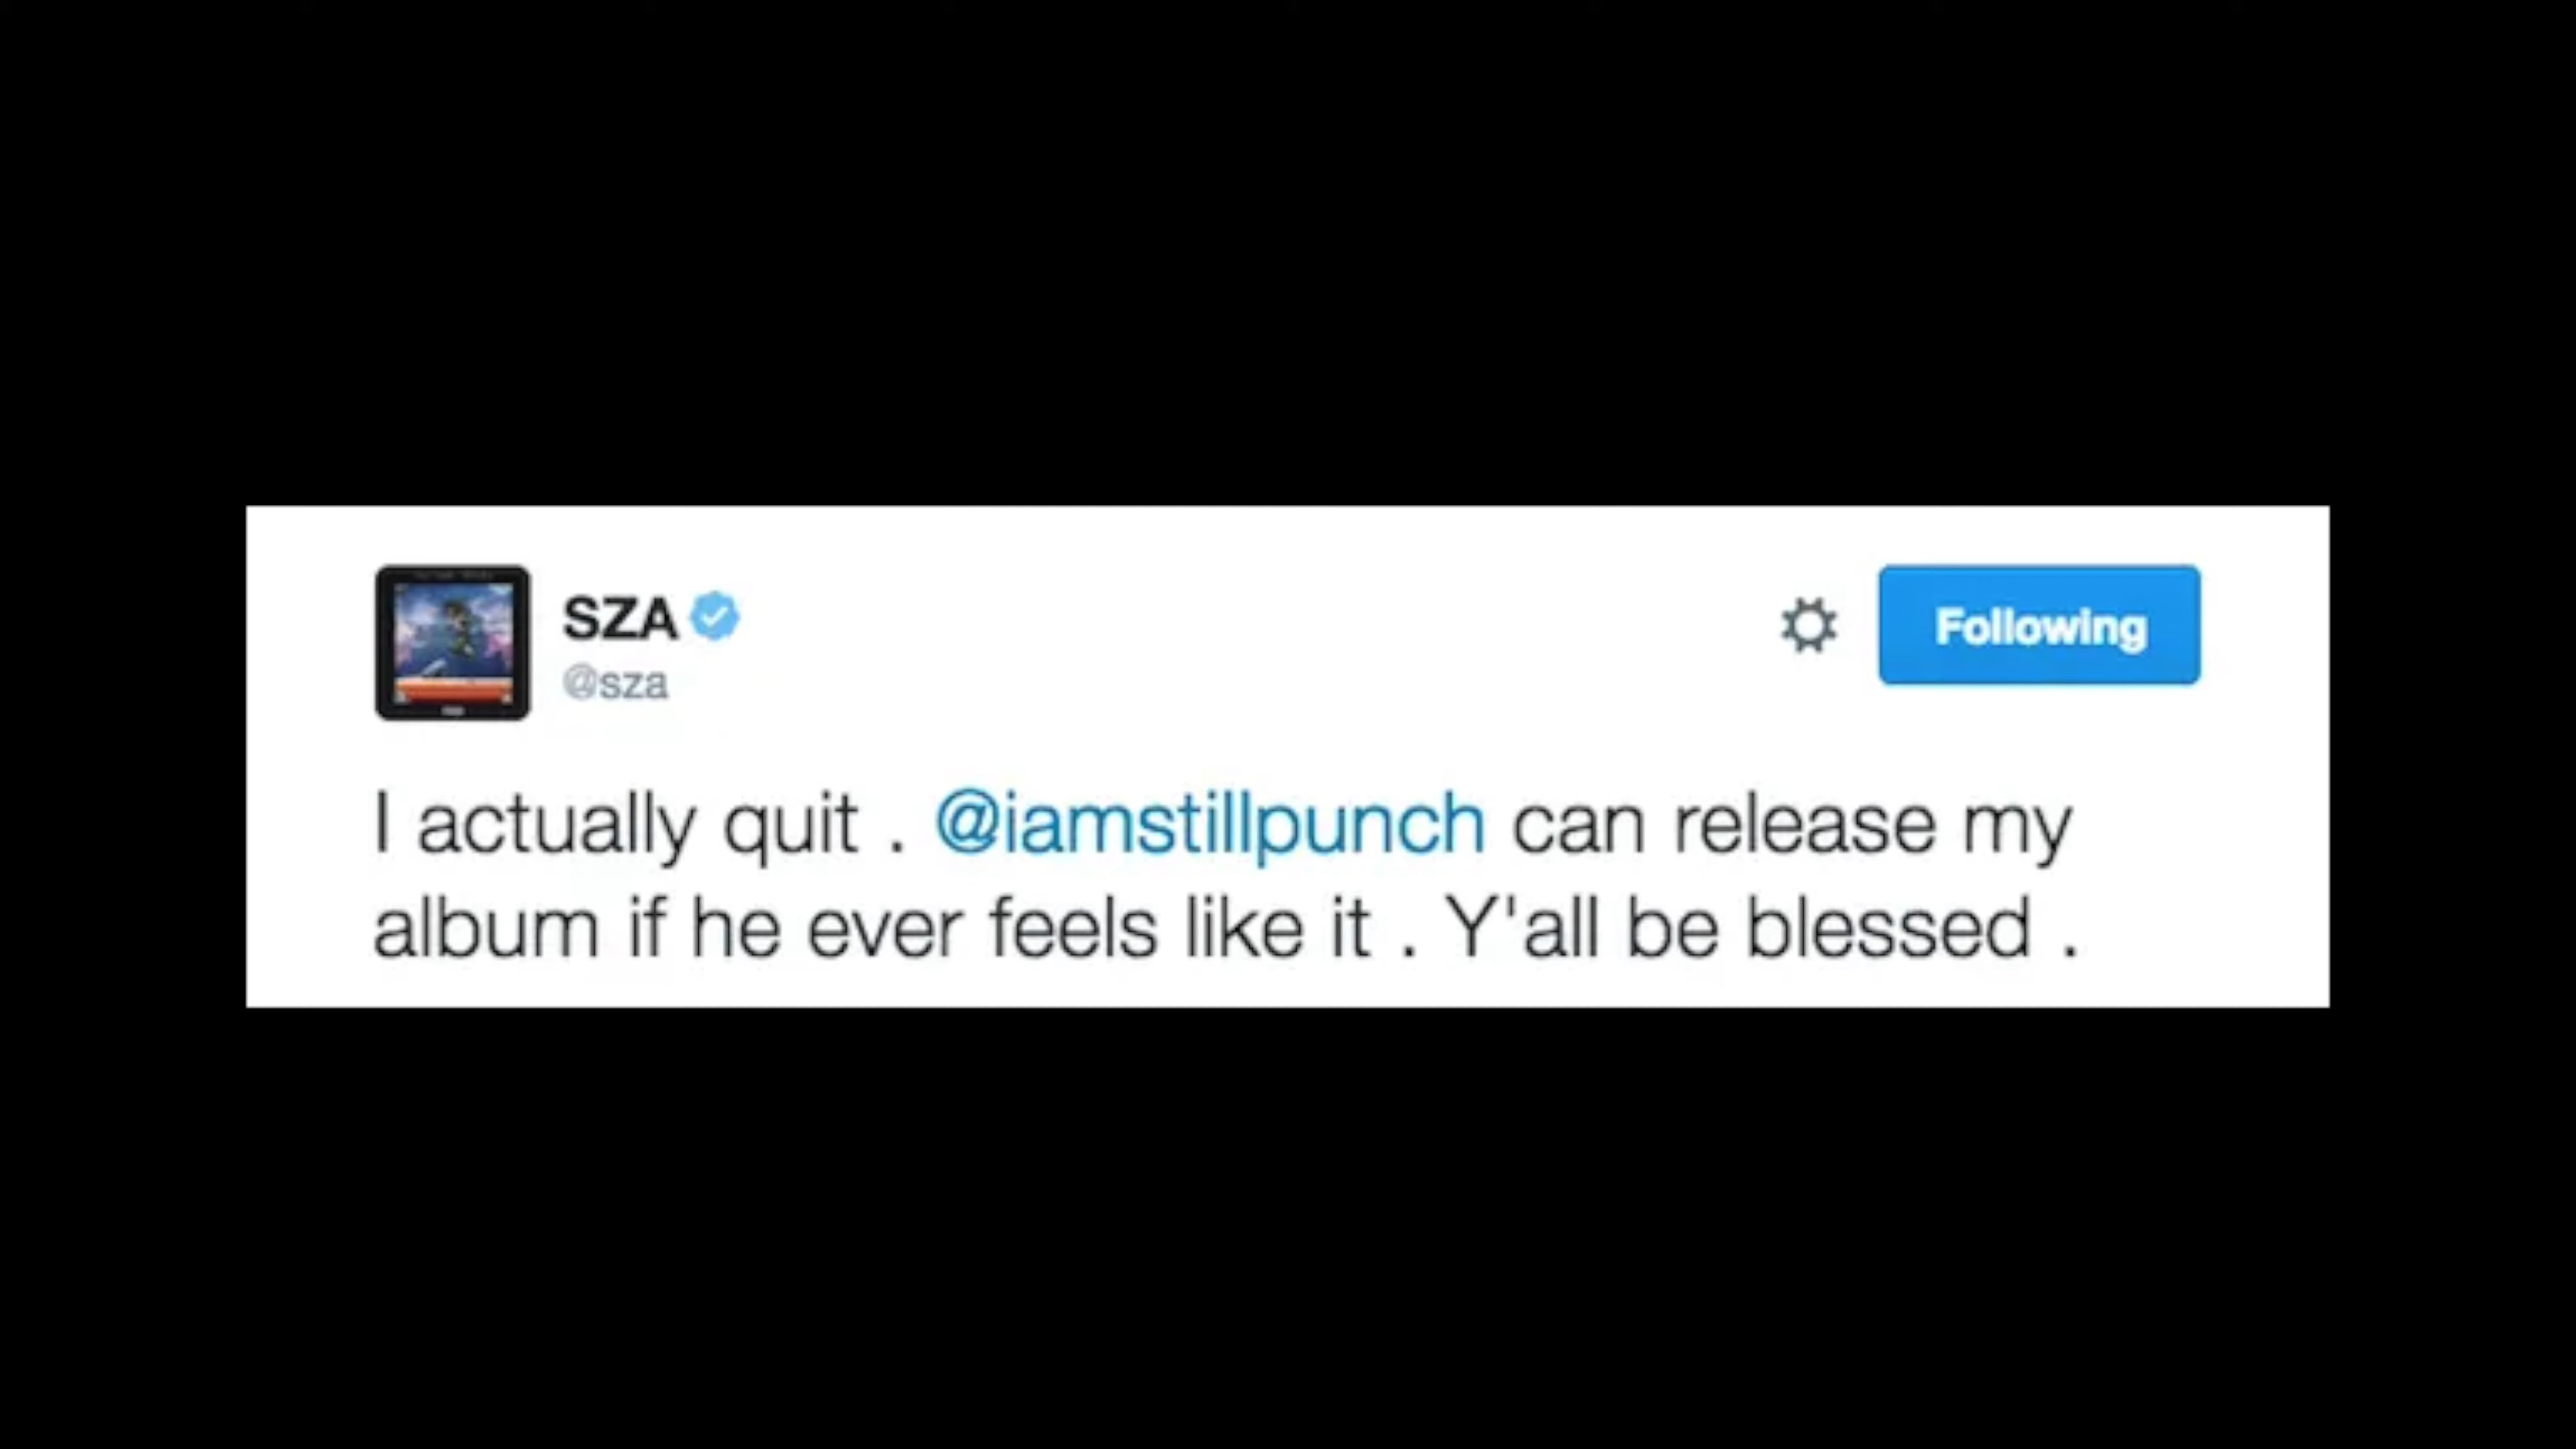 SZA
@sza
Following
I actually quit . @iamstillpunch can release my
album if he ever feels like it . Y'all be blessed .